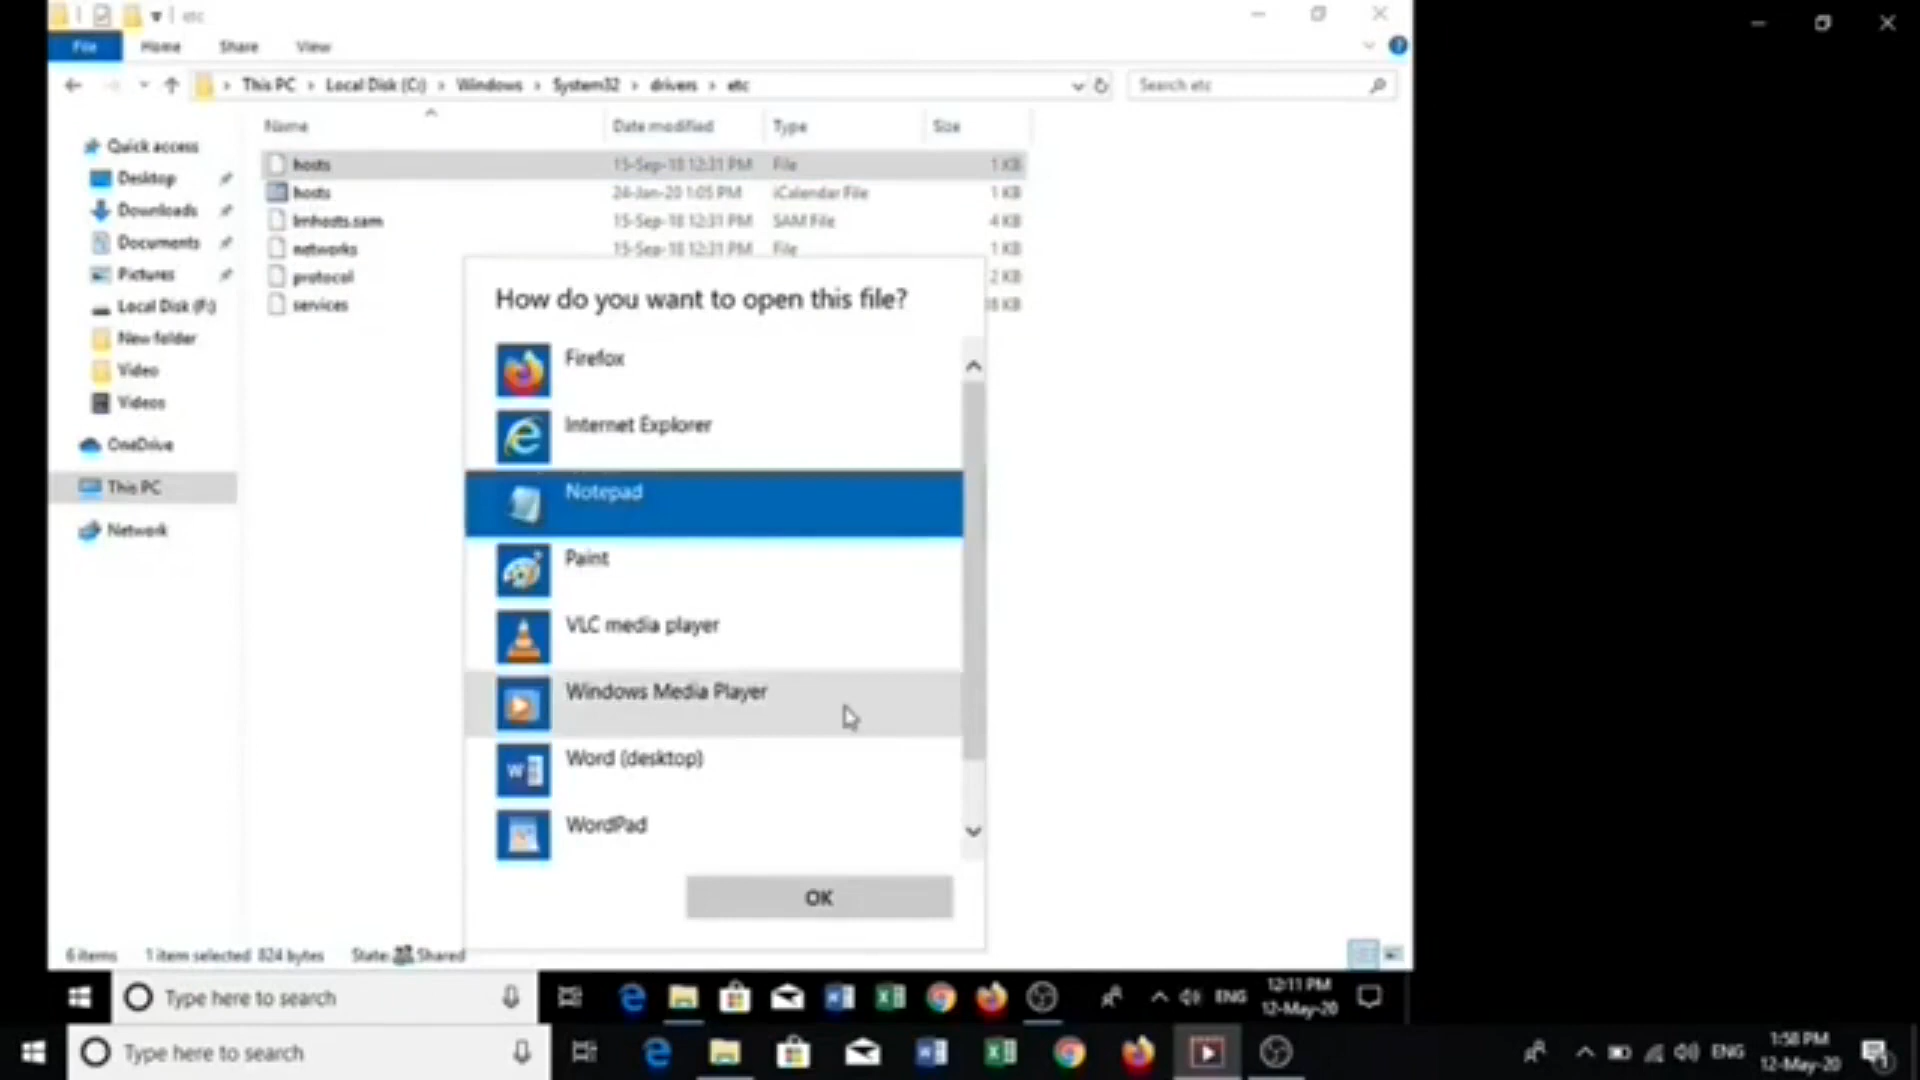 etc
File Home Share View
This PC Local Disk (C:) Windows System32 drivers etc Search etc
Name Date modified Type Size
Quick access
Desktop
Downloads
Documents
Pictures
Local Disk (F:)
New folder
Video
Videos
OneDrive
This PC
Network
hosts 15-Sep-18 12:31 PM File 1 KB
hosts 24-Jan-20 1:05 PM iCalendar File 1 KB
lmhosts.sam 15-Sep-18 12:31 PM SAM File 4 KB
networks 15-Sep-18 12:31 PM File 1 KB
protocol 2 KB
services 8 KB
How do you want to open this file?
Firefox
Internet Explorer
Notepad
Paint
VLC media player
Windows Media Player
Word (desktop)
WordPad
OK
6 items 1 item selected 824 bytes State: Shared
Type here to search ENG 12:11 PM
12-May-20
Type here to search ENG 1:58 PM
12-May-20